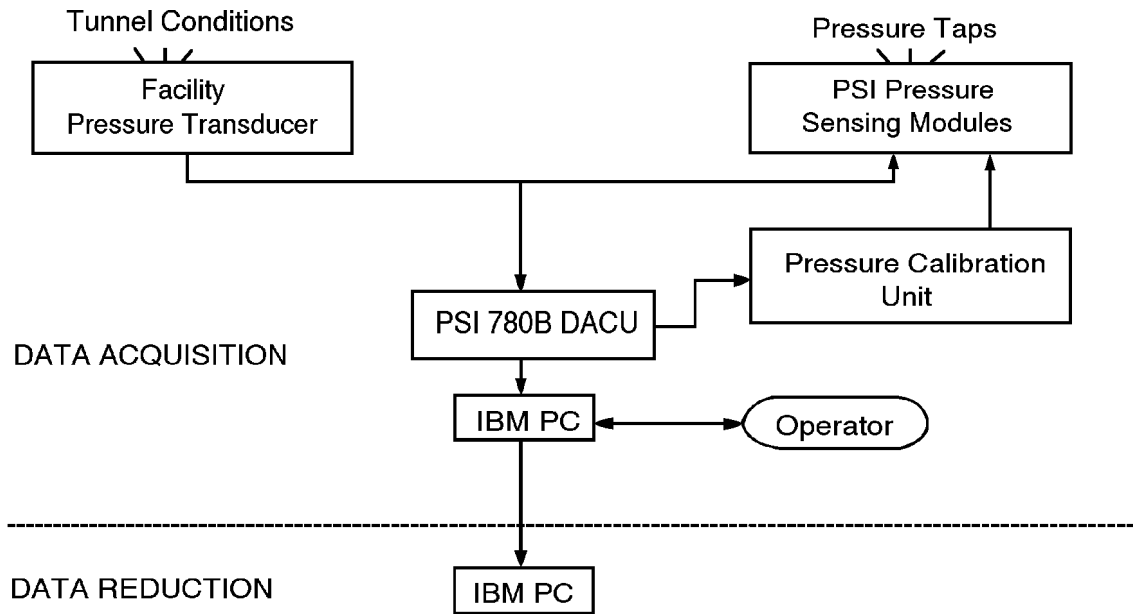 Tunnel Conditions
Facility
Pressure Transducer
Pressure Taps
PSI Pressure
Sensing Modules
Pressure Calibration
Unit
PSI 780B DACU
DATA ACQUISITION
IBM PC
Operator
DATA REDUCTION
IBM PC